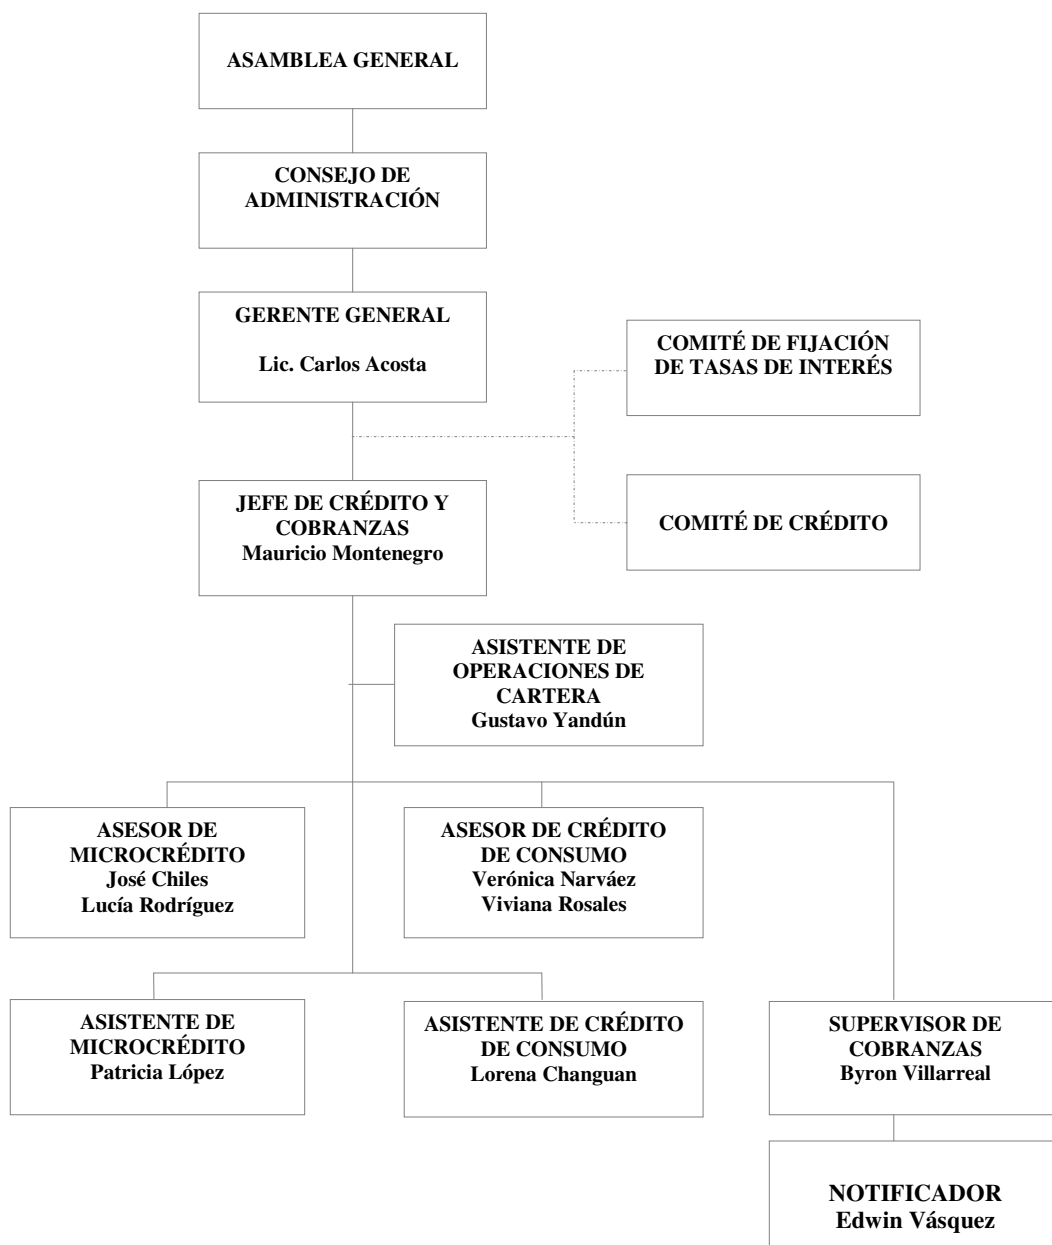 ASAMBLEA GENERAL
CONSEJO DE
ADMINISTRACIÓN
GERENTE GENERAL
Lic. Carlos Acosta
COMITÉ DE FIJACIÓN
DE TASAS DE INTERÉS
JEFE DE CRÉDITO Y
COBRANZAS
Mauricio Montenegro
COMITÉ DE CRÉDITO
ASISTENTE DE
OPERACIONES DE
CARTERA
Gustavo Yandún
ASESOR DE
MICROCRÉDITO
José Chiles
Lucía Rodríguez
ASESOR DE CRÉDITO
DE CONSUMO
Verónica Narváez
Viviana Rosales
ASISTENTE DE
MICROCRÉDITO
Patricia López
ASISTENTE DE CRÉDITO
DE CONSUMO
Lorena Changuan
SUPERVISOR DE
COBRANZAS
Byron Villarreal
NOTIFICADOR
Edwin Vásquez